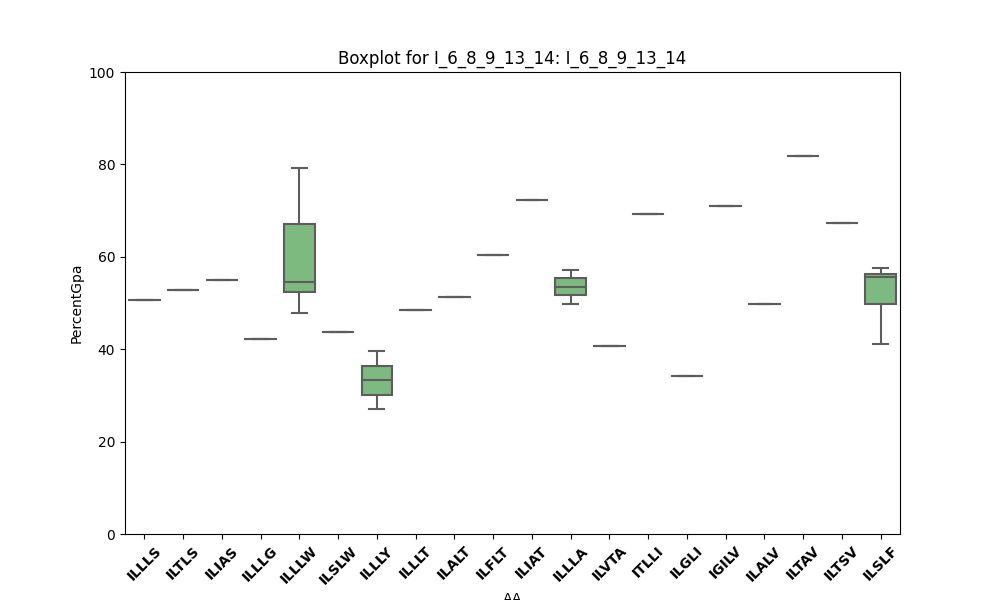 Boxplot for I_6_8_9_13_14: I_6_8_9_13_14
PercentGpa
100
80
60
40
20
0
ILLLS
ILTLS
ILIAS
ILLLG
ILLLW
ILSLW
ILLLY
ILLLT
ILALT
ILFLT
ILIAT
ILLLA
ILVTA
ITLLI
ILGLI
IGILV
ILALV
ILTAV
ILTSV
ILSLF
AA